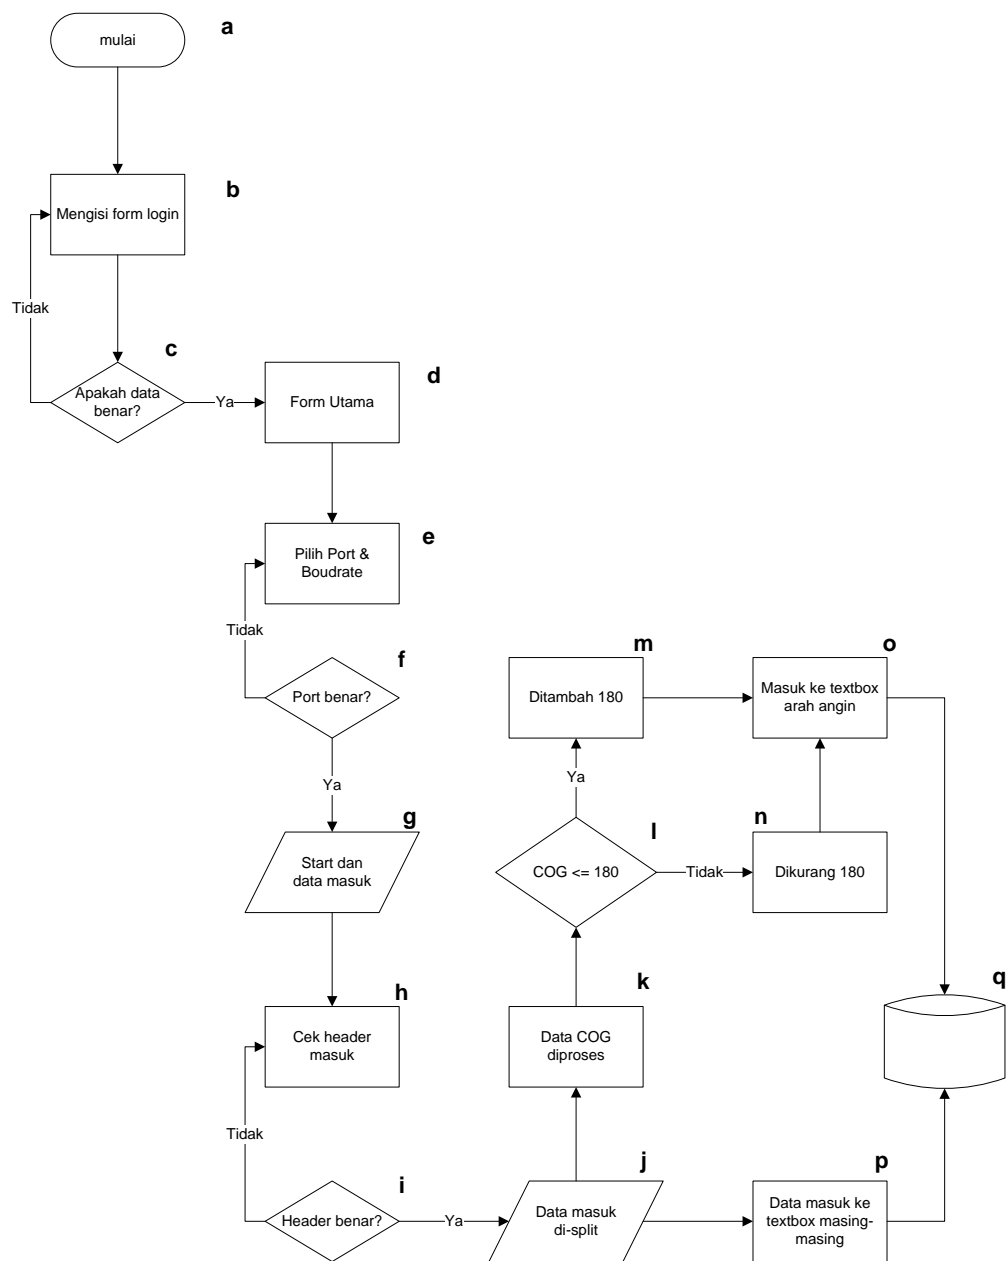 mulai
a
Mengisi form login
b
Tidak
c
Apakah data
benar?
Ya
Form Utama
d
Pilih Port &
Boudrate
e
Tidak
f
Port benar?
Ya
g
Start dan
data masuk
h
Cek header
masuk
Tidak
i
Header benar?
Ya
j
Data masuk
di-split
k
Data COG
diproses
l
COG <= 180
Ya
Tidak
m
Ditambah 180
n
Dikurang 180
o
Masuk ke textbox
arah angin
p
Data masuk ke
textbox masing-
masing
q